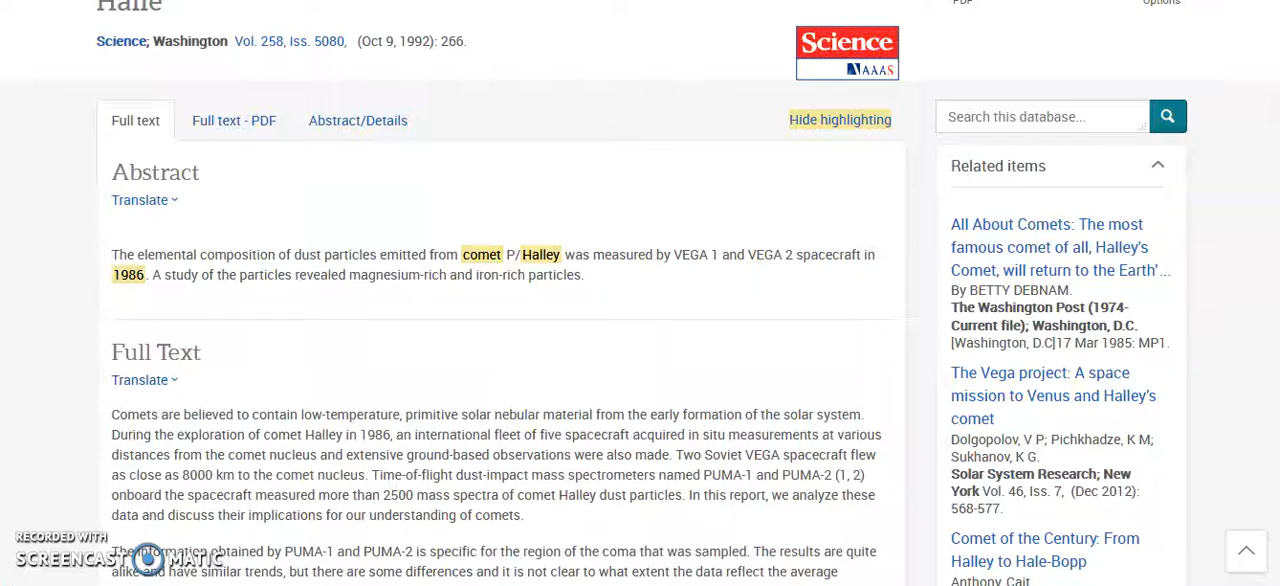 Halle
PDF
Options
Science; Washington Vol. 258, Iss. 5080, (Oct 9, 1992): 266.
Science
AAAS
Full text
Full text - PDF
Abstract/Details
Hide highlighting
Search this database...
Abstract
Translate
The elemental composition of dust particles emitted from comet P/Halley was measured by VEGA 1 and VEGA 2 spacecraft in
1986. A study of the particles revealed magnesium-rich and iron-rich particles.
Full Text
Translate
Comets are believed to contain low-temperature, primitive solar nebular material from the early formation of the solar system.
During the exploration of comet Halley in 1986, an international fleet of five spacecraft acquired in situ measurements at various
distances from the comet nucleus and extensive ground-based observations were also made. Two Soviet VEGA spacecraft flew
as close as 8000 km to the comet nucleus. Time-of-flight dust-impact mass spectrometers named PUMA-1 and PUMA-2 (1, 2)
onboard the spacecraft measured more than 2500 mass spectra of comet Halley dust particles. In this report, we analyze these
data and discuss their implications for our understanding of comets.
The information obtained by PUMA-1 and PUMA-2 is specific for the region of the coma that was sampled. The results are quite
alike and have similar trends, but there are some differences and it is not clear to what extent the data reflect the average
Related items
All About Comets: The most
famous comet of all, Halley's
Comet, will return to the Earth'...
By BETTY DEBNAM.
The Washington Post (1974-
Current file); Washington, D.C.
[Washington, D.C]17 Mar 1985: MP1.
The Vega project: A space
mission to Venus and Halley's
comet
Dolgopolov, V P; Pichkhadze, K M;
Sukhanov, K G.
Solar System Research; New
York Vol. 46, Iss. 7, (Dec 2012):
568-577.
Comet of the Century: From
Halley to Hale-Bopp
Anthony, Cait
RECORDED WITH
SCREENCAST MATIC